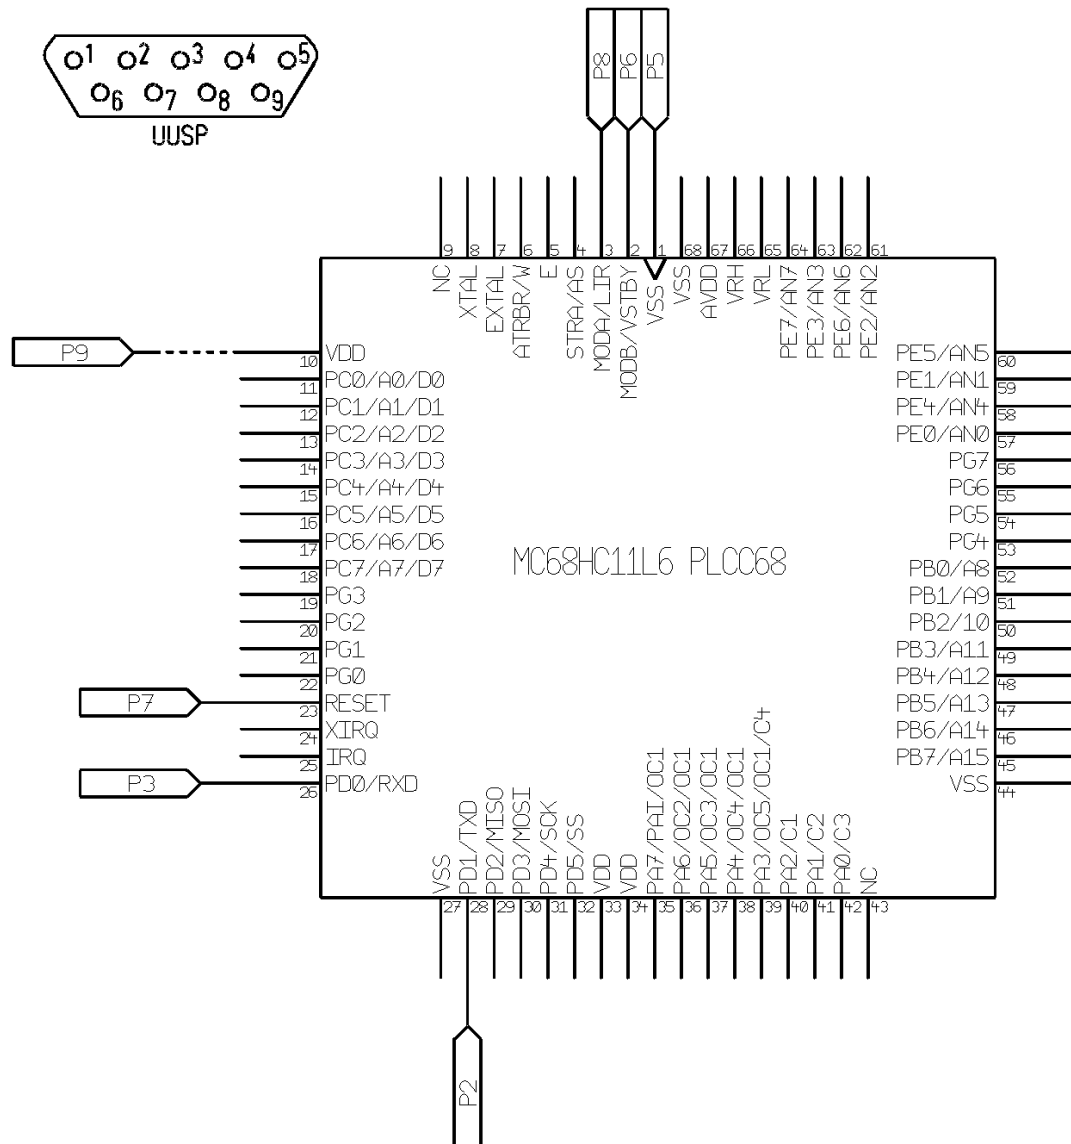 1 2 3 4 5
6 7 8 9
UUSP
P8 P6 P5
9 8 7 6 5 4 3 2 1 68 67 66 65 64 63 62 61
NC
XTAL
EXTAL
ATRBR/W
E
STRA/AS
MODA/LIR
MODB/VSTBY
VSS
VSS
AVDD
VRH
VRL
PE7/AN7
PE3/AN3
PE6/AN6
PE2/AN2
P9
10 VDD
11 PC0/A0/D0
12 PC1/A1/D1
13 PC2/A2/D2
14 PC3/A3/D3
15 PC4/A4/D4
16 PC5/A5/D5
17 PC6/A6/D6
18 PC7/A7/D7
19 PG3
20 PG2
21 PG1
22 PG0
P7
23 RESET
24 XIRQ
25 IRQ
P3
26 PD0/RXD
MC68HC11L6 PLCC68
PE5/AN5 60
PE1/AN1 59
PE4/AN4 58
PE0/AN0 57
PG7 56
PG6 55
PG5 54
PG4 53
PB0/A8 52
PB1/A9 51
PB2/10 50
PB3/A11 49
PB4/A12 48
PB5/A13 47
PB6/A14 46
PB7/A15 45
VSS 44
VSS
PD1/TXD
PD2/MISO
PD3/MOSI
PD4/SCK
PD5/SS
VDD
VDD
PA7/PAI/OC1
PA6/OC2/OC1
PA5/OC3/OC1
PA4/OC4/OC1
PA3/OC5/OC1/C4
PA2/C1
PA1/C2
PA0/C3
NC
27 28 29 30 31 32 33 34 35 36 37 38 39 40 41 42 43
P2